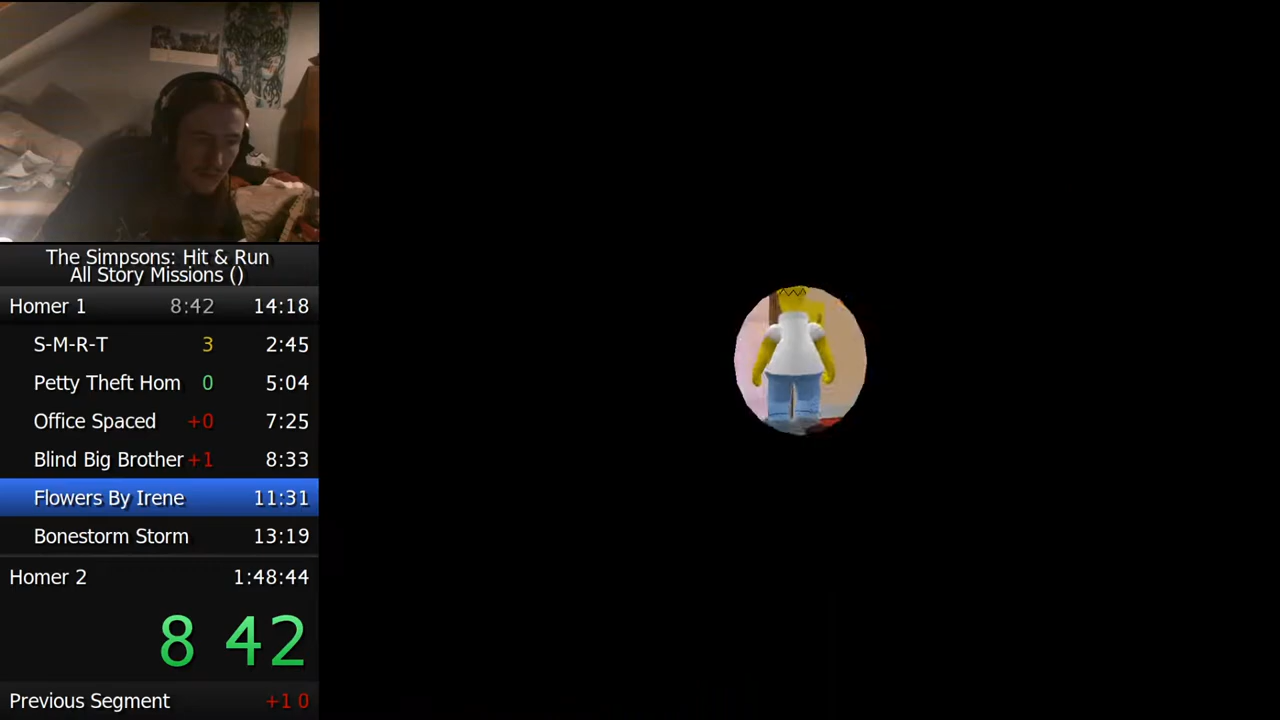 The Simpsons: Hit & Run
All Story Missions ()
Homer 1 8:42 14:18
S-M-R-T 3 2:45
Petty Theft Hom 0 5:04
Office Spaced +0 7:25
Blind Big Brother +1 8:33
Flowers By Irene 11:31
Bonestorm Storm 13:19
Homer 2 1:48:44
8 42
Previous Segment +1 0